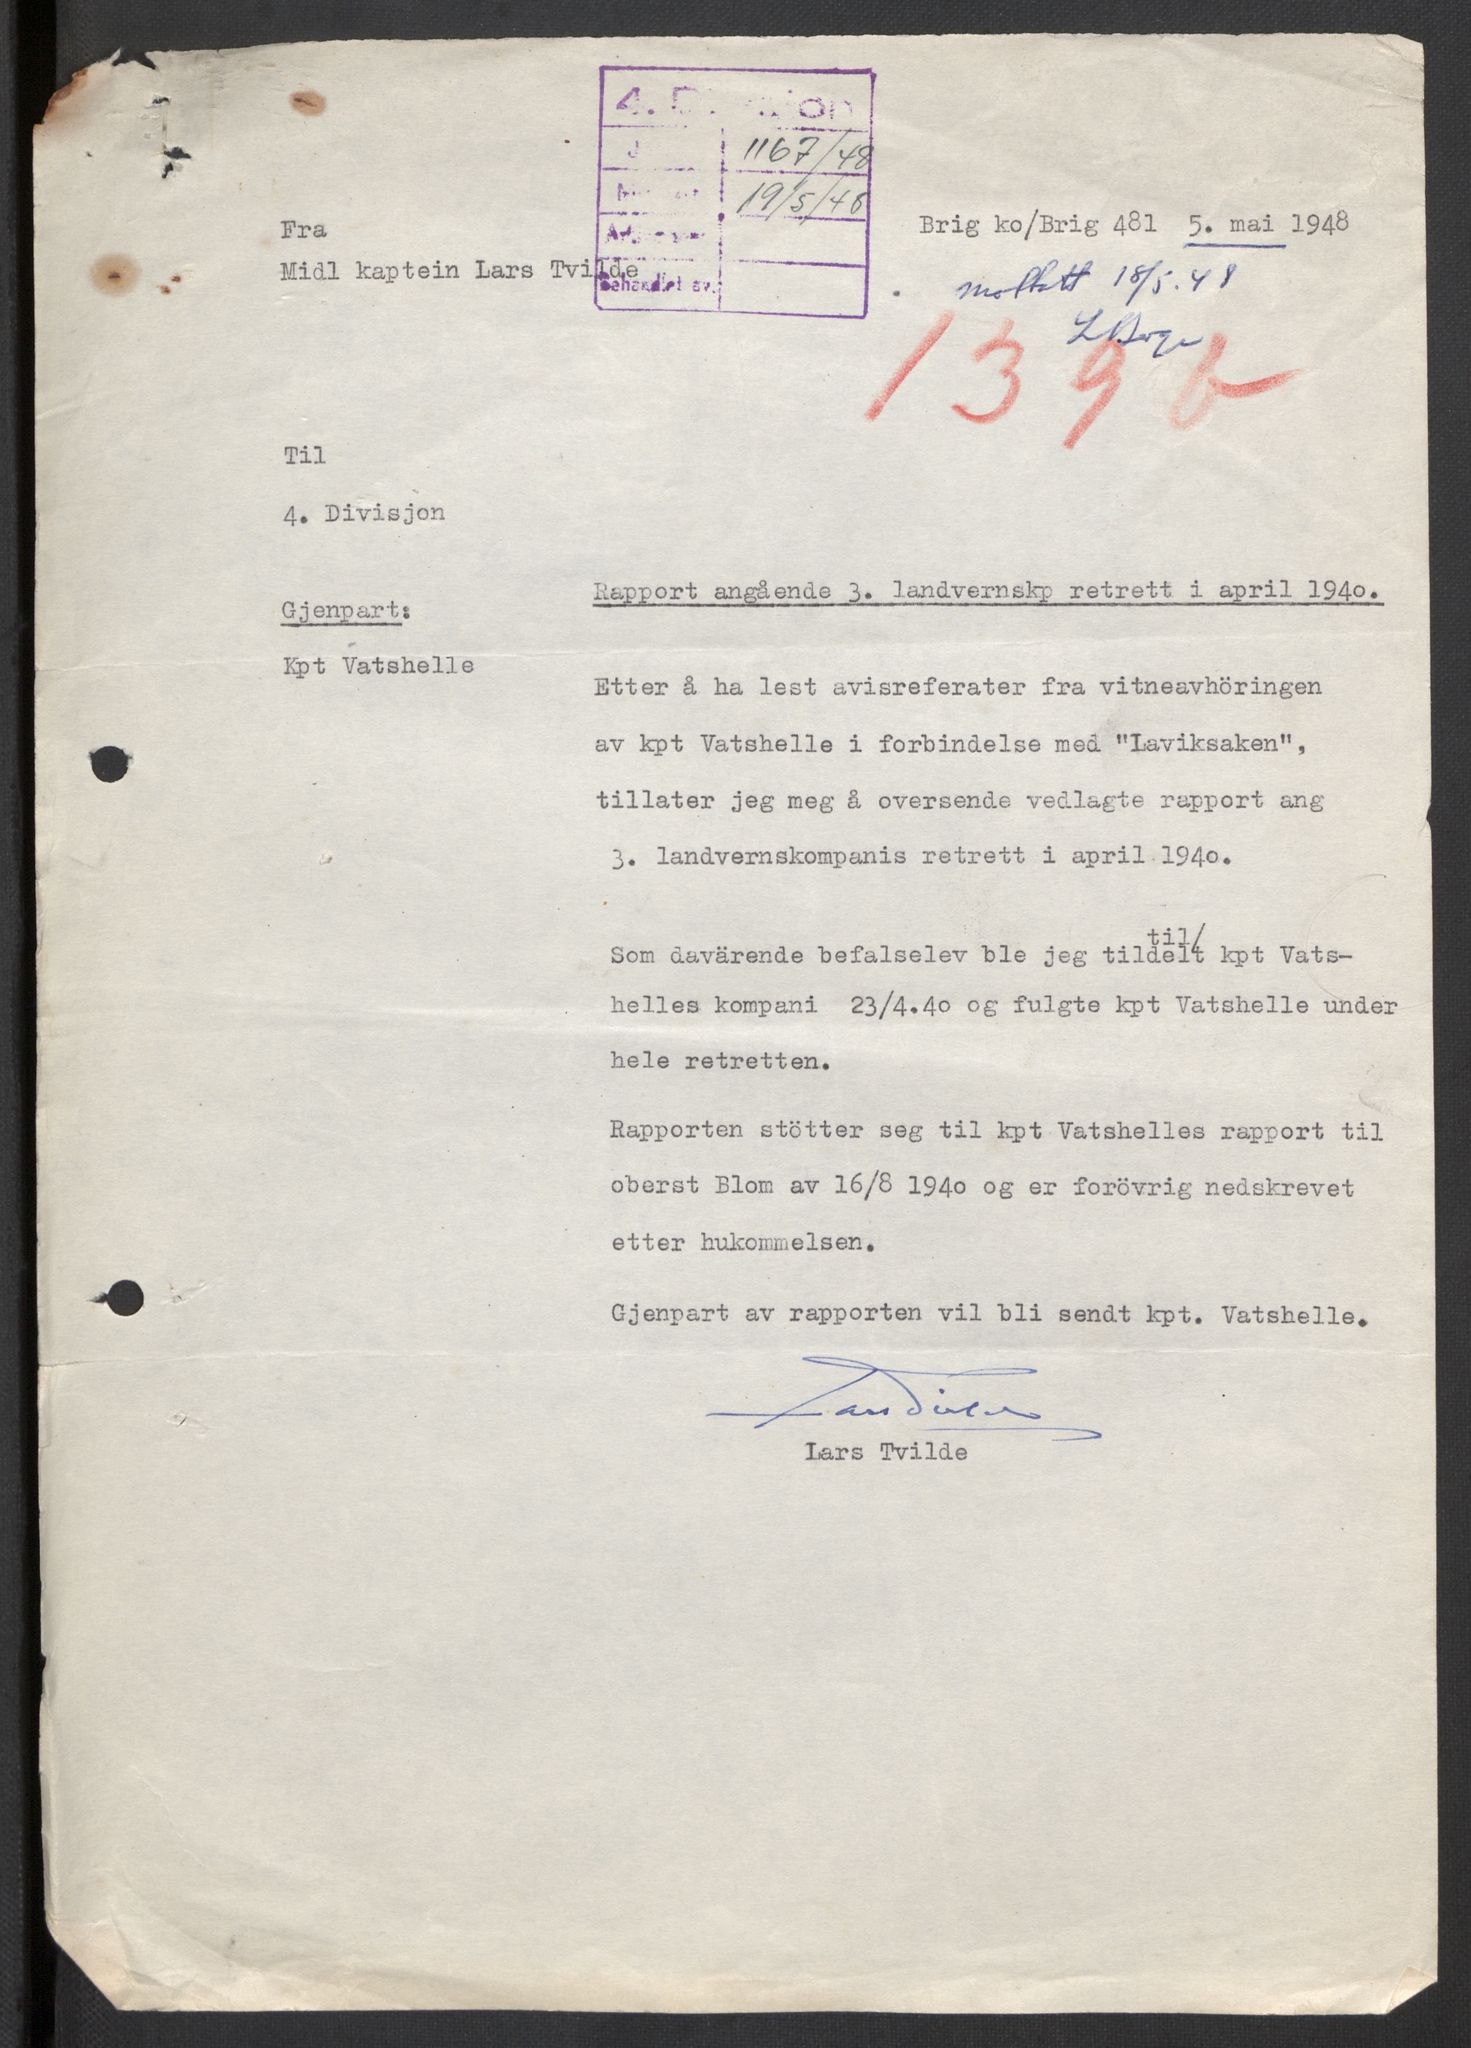 4. Divisjon
1167/48
19/5/48
Behandlet av:
Fra
Midl kaptein Lars Tvilde
Brig ko/Brig 481 5. mai 1948
Mottatt 18/5.48
1396
Til
4. Divisjon
Gjenpart:
Kpt Vatshelle
Rapport angående 3. landvernskp retrett i april 1940.
Etter å ha lest avisreferater fra vitneavhöringen
av kpt Vatshelle i forbindelse med "Laviksaken",
tillater jeg meg å oversende vedlagte rapport ang
3. landvernskompanis retrett i april 1940.
til/
Som davärende befalselev ble jeg tildelt kpt Vats-
helles kompani 23/4.40 og fulgte kpt Vatshelle under
hele retretten.
Rapporten stötter seg til kpt Vatshelles rapport til
oberst Blom av 16/8 1940 og er forövrig nedskrevet
etter hukommelsen.
Gjenpart av rapporten vil bli sendt kpt. Vatshelle.
Lars Tvilde
Lars Tvilde